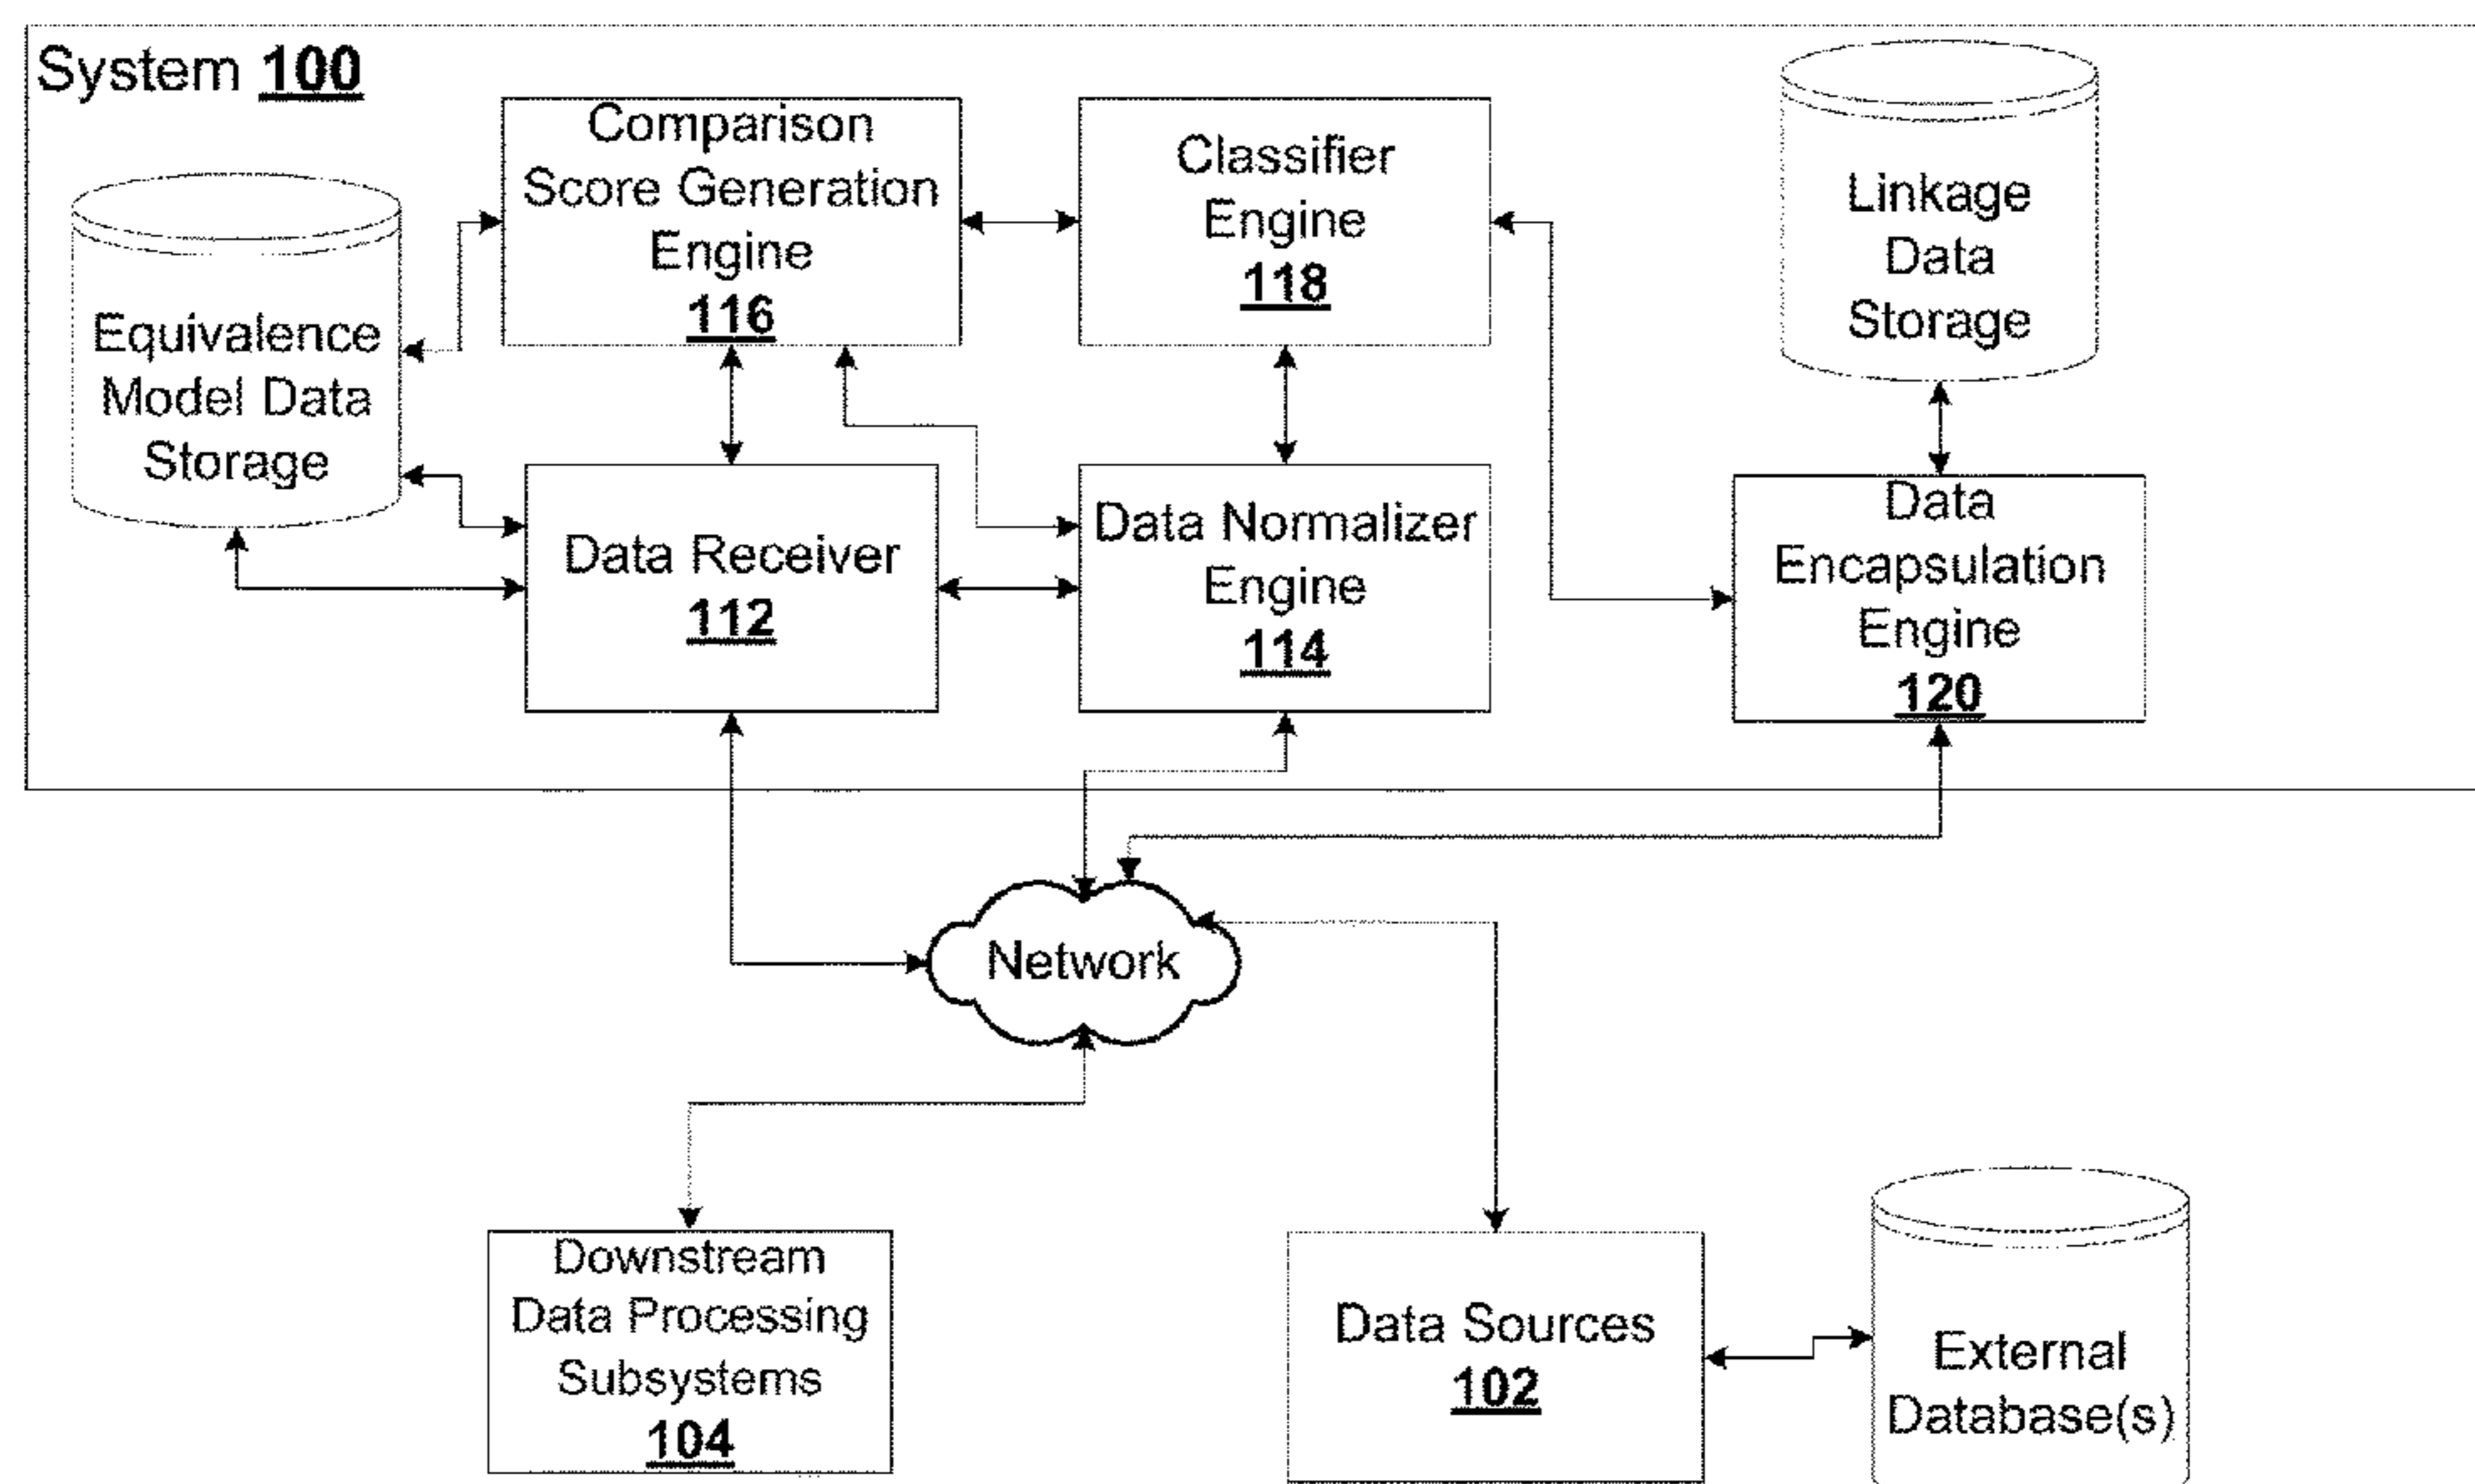 System 100
Comparison
Score Generation
Engine
116
Classifier
Engine
118
Linkage
Data
Storage
Equivalence
Model Data
Storage
Data Receiver
112
Data Normalizer
Engine
114
Data
Encapsulation
Engine
120
Network
Downstream
Data Processing
Subsystems
104
Data Sources
102
External
Database(s)